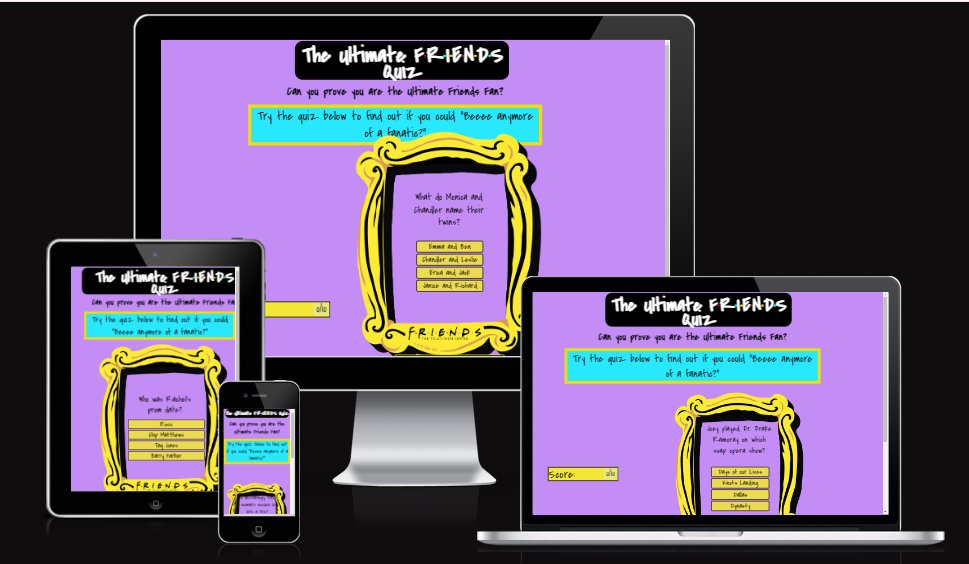 The Ultimate F·R·I·E·N·D·S
Quiz
Can you prove you are the Ultimate Friends Fan?
Try the quiz below to find out if you could "Beeee anymore
of a fanatic?"
What do Monica and
Chandler name their
twins?
Emma and Ben
Chandler and Leslie
Erica and Jack
Janice and Richard
0/10
F·R·I·E·N·D·S
THE TELEVISION SERIES
The Ultimate F·R·I·E·N·D·S
Quiz
Can you prove you are the Ultimate Friends Fa
Try the quiz below to find out if you could
"Beeee anymore of a fanatic?"
Who was Rachel's
prom date?
Ross
Chip Matthews
Tag Jones
Barry Farber
F·R·I·E·N·D·S
The Ultimate F·R·I·E·N·D·S Quiz
Can you prove you are the
Ultimate Friends Fan?
Try the quiz below to find out
if you could "Beeee anymore of a
fanatic?"
The Ultimate F·R·I·E·N·D·S
Quiz
Can you prove you are the Ultimate Friends Fan?
Try the quiz below to find out if you could "Beeee anymore
of a fanatic?"
Joey played Dr. Drake
Ramoray on which
soap opera show?
Days of our Lives
Knots Landing
Dallas
Dynasty
Score:
0/10